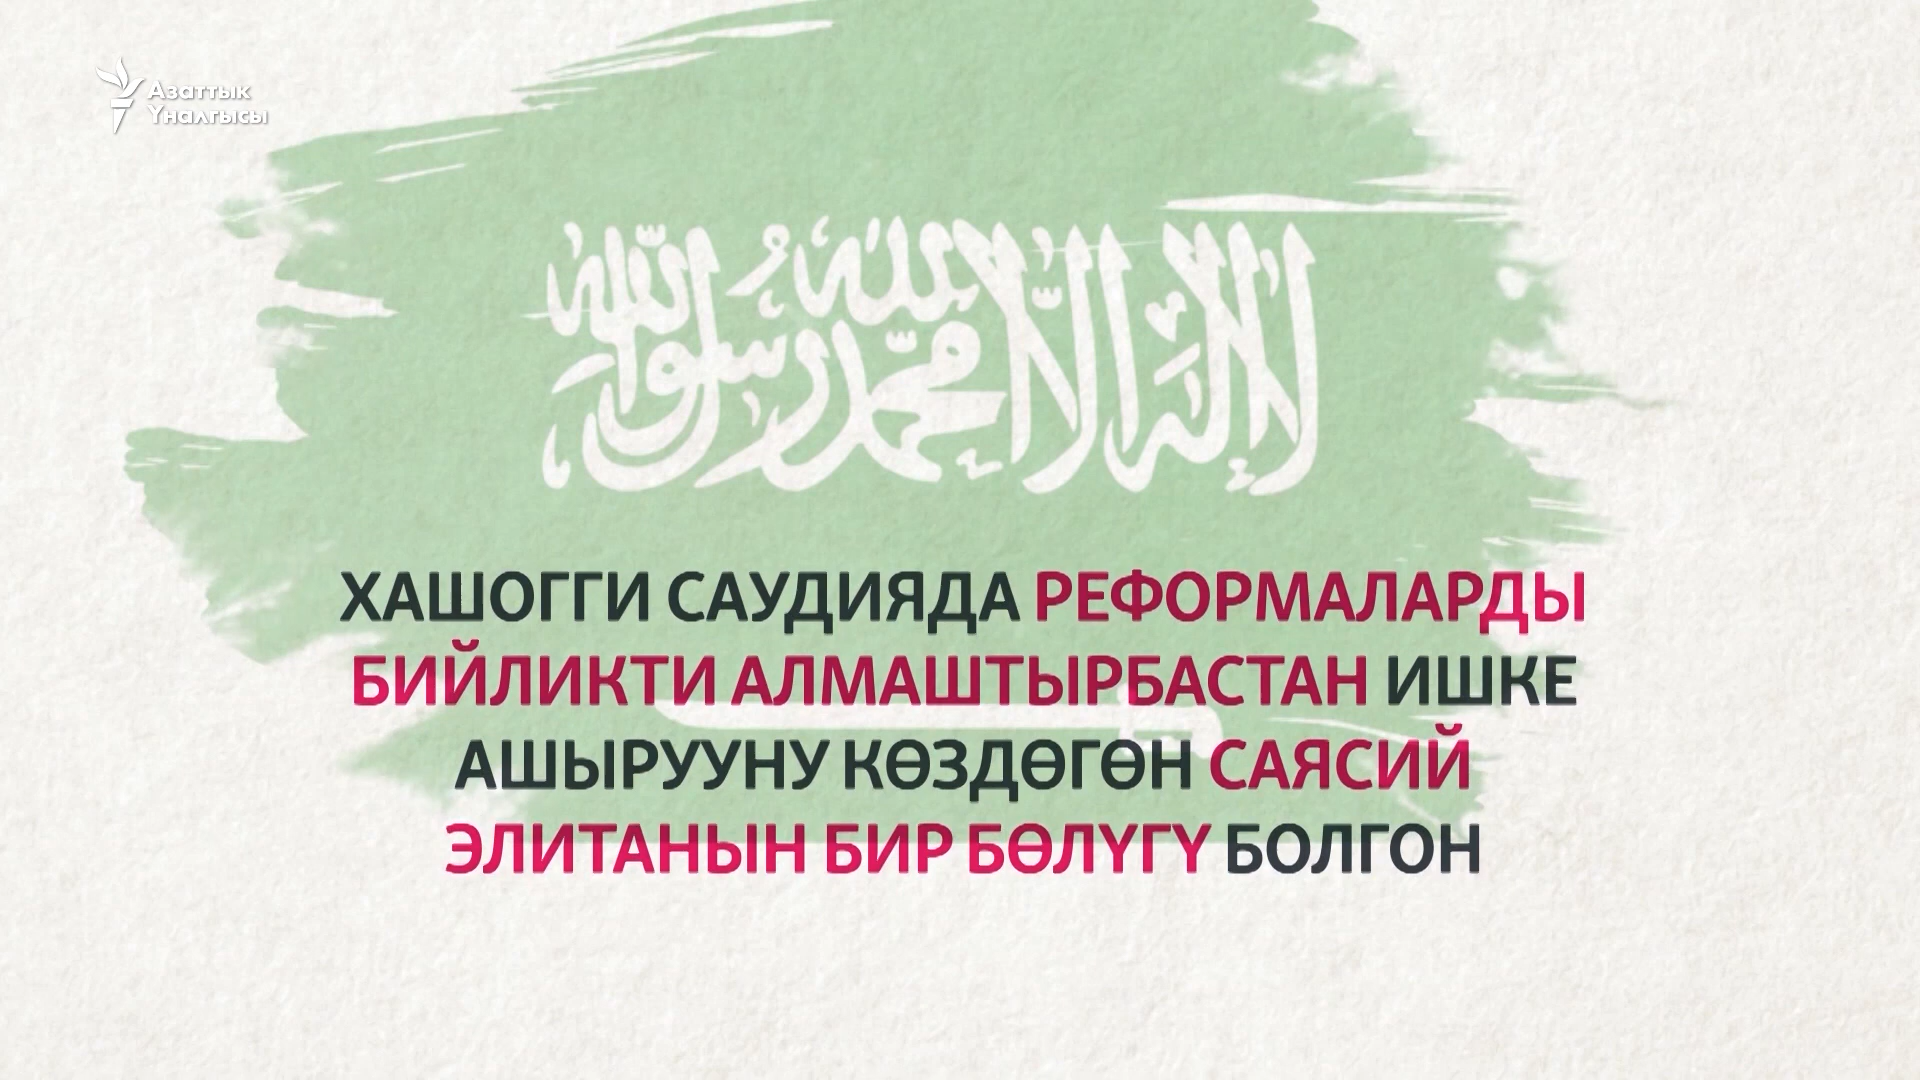 Азаттык
Үналгысы
لا إله إلا الله محمد رسول الله
ХАШОГГИ САУДИЯДА РЕФОРМАЛАРДЫ
БИЙЛИКТИ АЛМАШТЫРБАСТАН ИШКЕ
АШЫРУУНУ КӨЗДӨГӨН САЯСИЙ
ЭЛИТАНЫН БИР БӨЛҮГҮ БОЛГОН